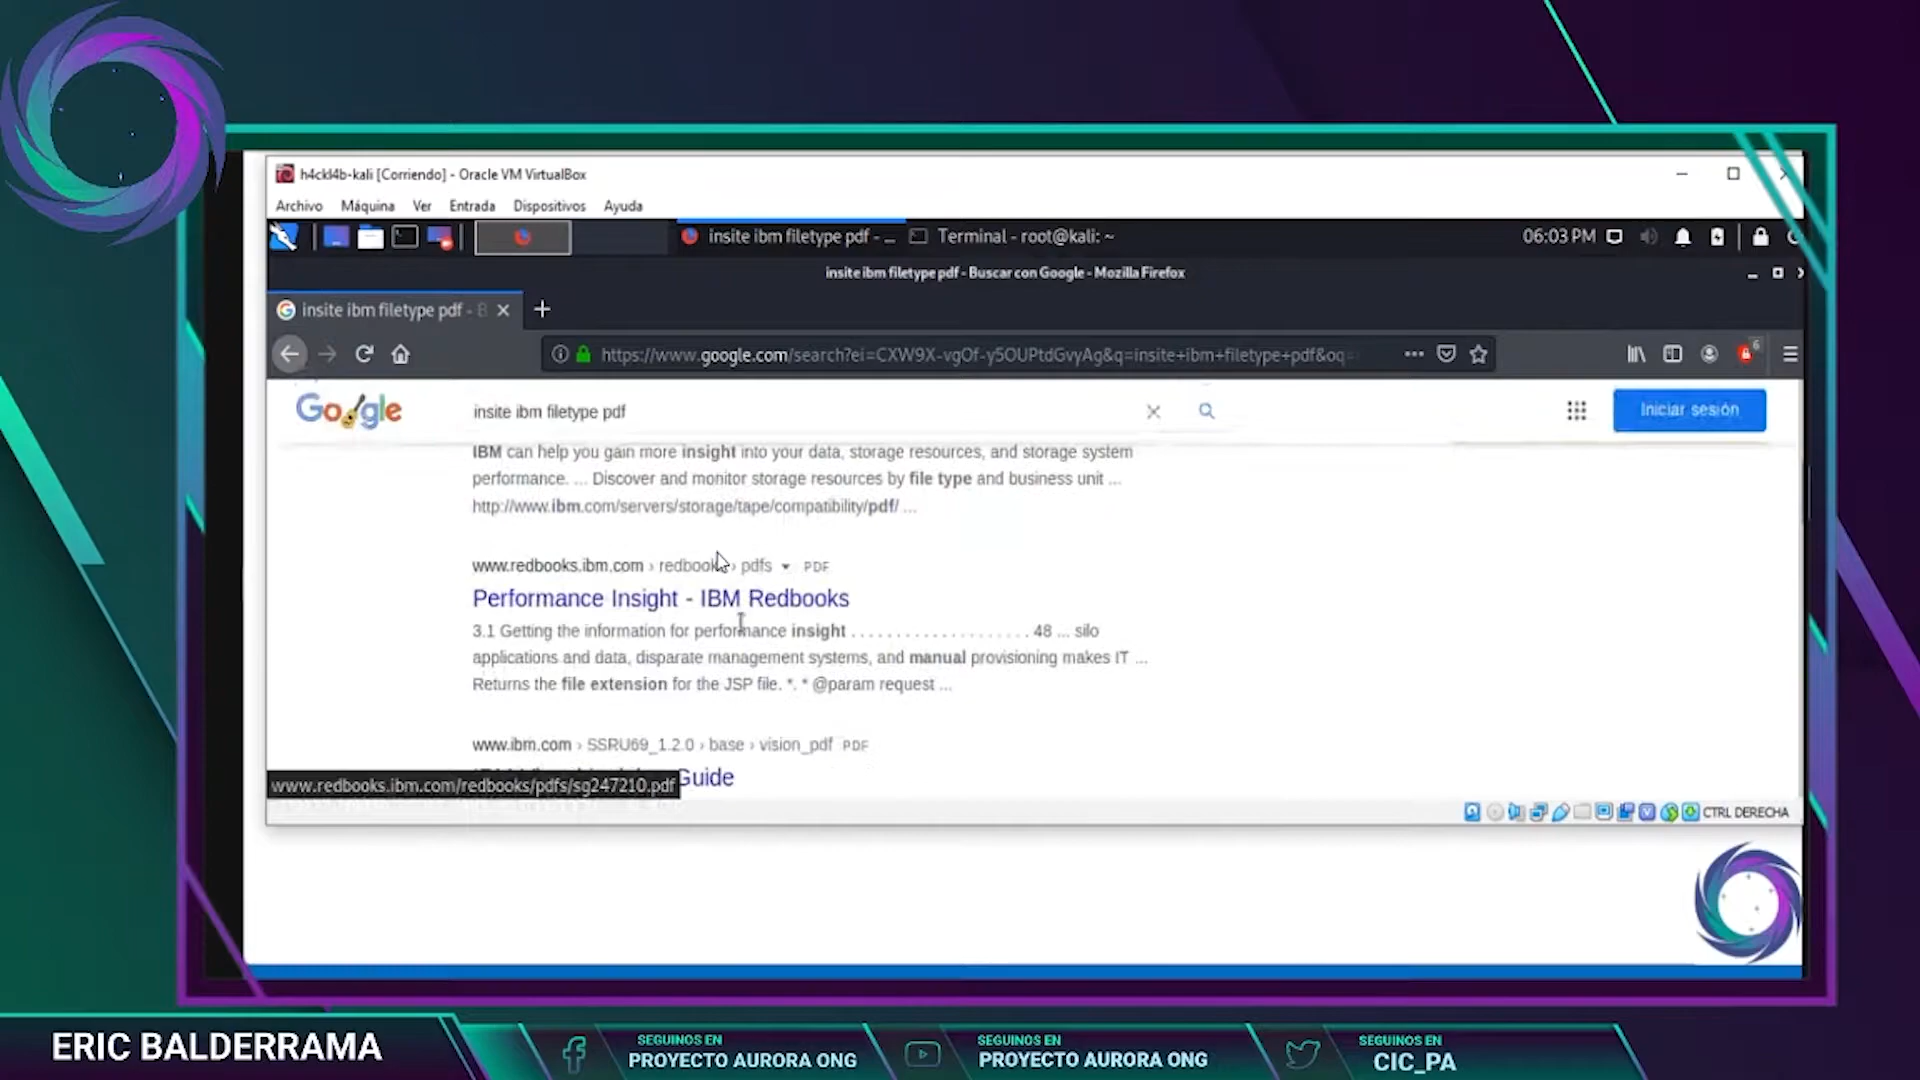 h4ckl4b-kali [Corriendo] - Oracle VM VirtualBox
Archivo Máquina Ver Entrada Dispositivos Ayuda
insite ibm filetype pdf - ... Terminal - root@kali: ~ 06:03 PM
insite ibm filetype pdf - Buscar con Google - Mozilla Firefox
insite ibm filetype pdf - B
https://www.google.com/search?ei=CXW9X-vgOf-y5OUPtdGvyAg&q=insite+ibm+filetype+pdf&oq=
6
Google insite ibm filetype pdf Iniciar sesión
IBM can help you gain more insight into your data, storage resources, and storage system
performance. ... Discover and monitor storage resources by file type and business unit ...
http://www.ibm.com/servers/storage/tape/compatibility/pdf/ ...
www.redbooks.ibm.com › redbooks › pdfs PDF
Performance Insight - IBM Redbooks
3.1 Getting the information for performance insight . . . . . . . . . . . . . . . . . . . . 48 ... silo
applications and data, disparate management systems, and manual provisioning makes IT ...
Returns the file extension for the JSP file. *. * @param request ...
www.ibm.com › SSRU69_1.2.0 › base › vision_pdf PDF
Guide
www.redbooks.ibm.com/redbooks/pdfs/sg247210.pdf
CTRL DERECHA
ERIC BALDERRAMA
SEGUINOS EN
PROYECTO AURORA ONG
SEGUINOS EN
PROYECTO AURORA ONG
SEGUINOS EN
CIC_PA